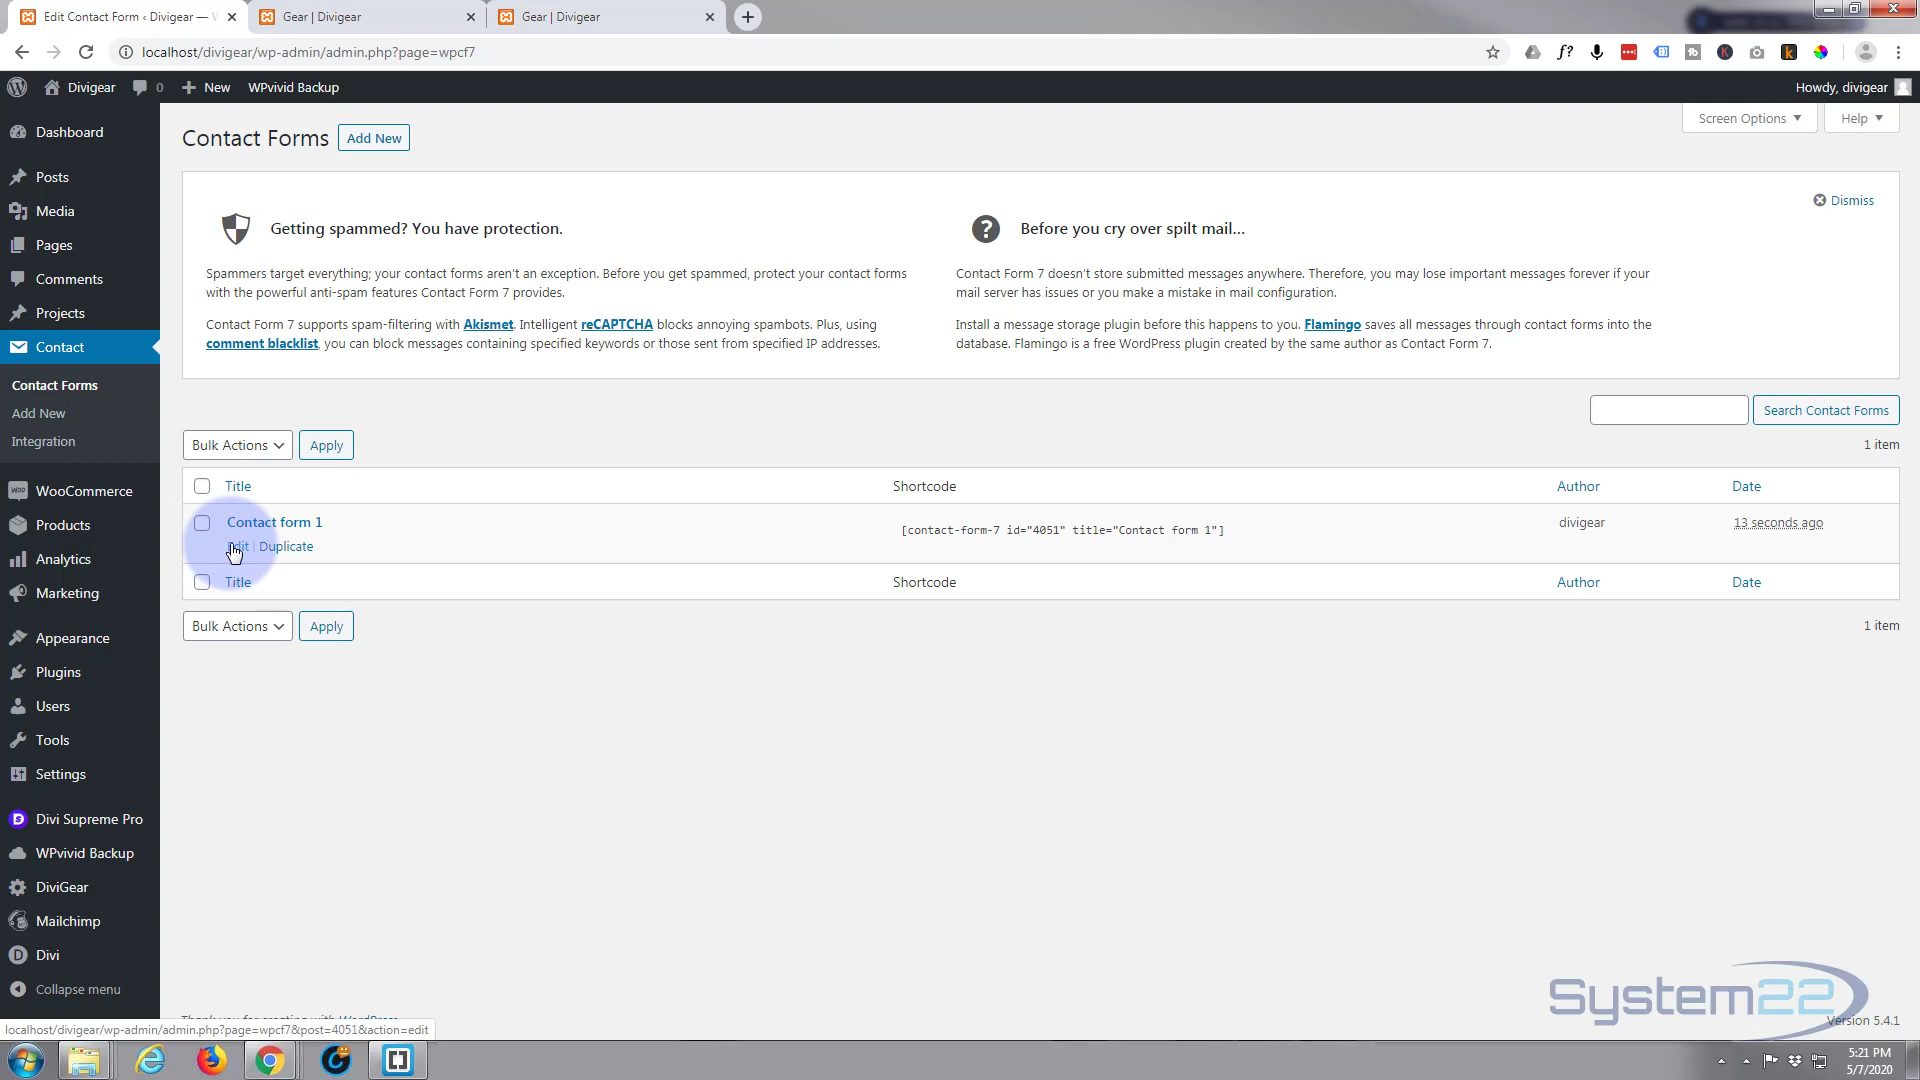 Edit Contact Form ‹ Divigear — W
Gear | Divigear
Gear | Divigear
localhost/divigear/wp-admin/admin.php?page=wpcf7
Divigear
0
New
WPvivid Backup
Howdy, divigear
Dashboard
Posts
Media
Pages
Comments
Projects
Contact
Contact Forms
Add New
Integration
WooCommerce
Products
Analytics
Marketing
Appearance
Plugins
Users
Tools
Settings
Divi Supreme Pro
WPvivid Backup
DiviGear
Mailchimp
Divi
Collapse menu
Screen Options
Help
Contact Forms
Add New
Dismiss
Getting spammed? You have protection.
Spammers target everything; your contact forms aren't an exception. Before you get spammed, protect your contact forms
with the powerful anti-spam features Contact Form 7 provides.
Contact Form 7 supports spam-filtering with Akismet. Intelligent reCAPTCHA blocks annoying spambots. Plus, using
comment blacklist, you can block messages containing specified keywords or those sent from specified IP addresses.
Before you cry over spilt mail…
Contact Form 7 doesn't store submitted messages anywhere. Therefore, you may lose important messages forever if your
mail server has issues or you make a mistake in mail configuration.
Install a message storage plugin before this happens to you. Flamingo saves all messages through contact forms into the
database. Flamingo is a free WordPress plugin created by the same author as Contact Form 7.
Search Contact Forms
Bulk Actions
Apply
1 item
Title
Shortcode
Author
Date
Contact form 1
Edit | Duplicate
[contact-form-7 id="4051" title="Contact form 1"]
divigear
13 seconds ago
Title
Shortcode
Author
Date
Bulk Actions
Apply
1 item
System22
Version 5.4.1
localhost/divigear/wp-admin/admin.php?page=wpcf7&post=4051&action=edit
5:21 PM
5/7/2020